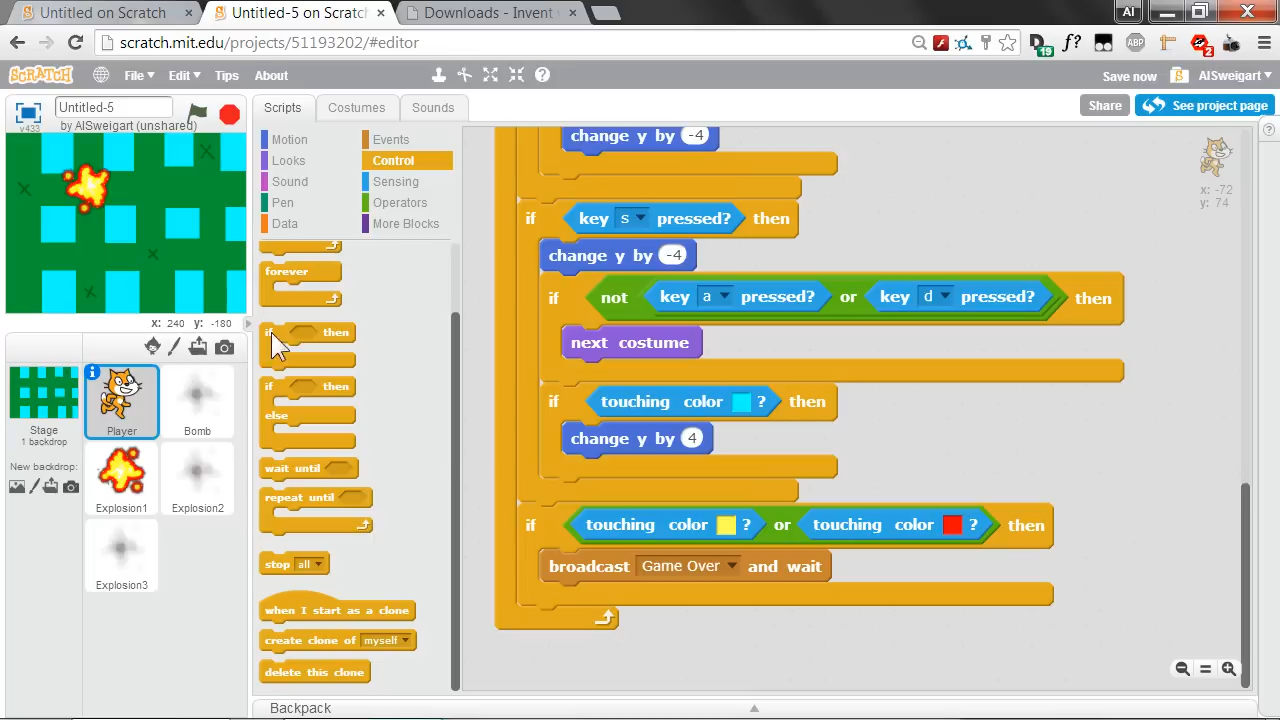 Untitled on Scratch
Untitled-5 on Scratch
Downloads - Invent
Al
scratch.mit.edu/projects/51193202/#editor
19
f?
ABP
2
SCRATCH
File
Edit
Tips
About
Save now
AlSweigart
Untitled-5
by AlSweigart (unshared)
y433
Scripts
Costumes
Sounds
Share
See project page
Motion
Looks
Sound
Pen
Data
Events
Control
Sensing
Operators
More Blocks
forever
if then
if then
else
wait until
repeat until
stop all
when I start as a clone
create clone of myself
delete this clone
change y by -4
if key s pressed? then
change y by -4
if not key a pressed? or key d pressed? then
next costume
if touching color ? then
change y by 4
if touching color ? or touching color ? then
broadcast Game Over and wait
x: -72
y: 74
x: 240 y: -180
Stage
1 backdrop
New backdrop:
Player
Bomb
Explosion1
Explosion2
Explosion3
Backpack